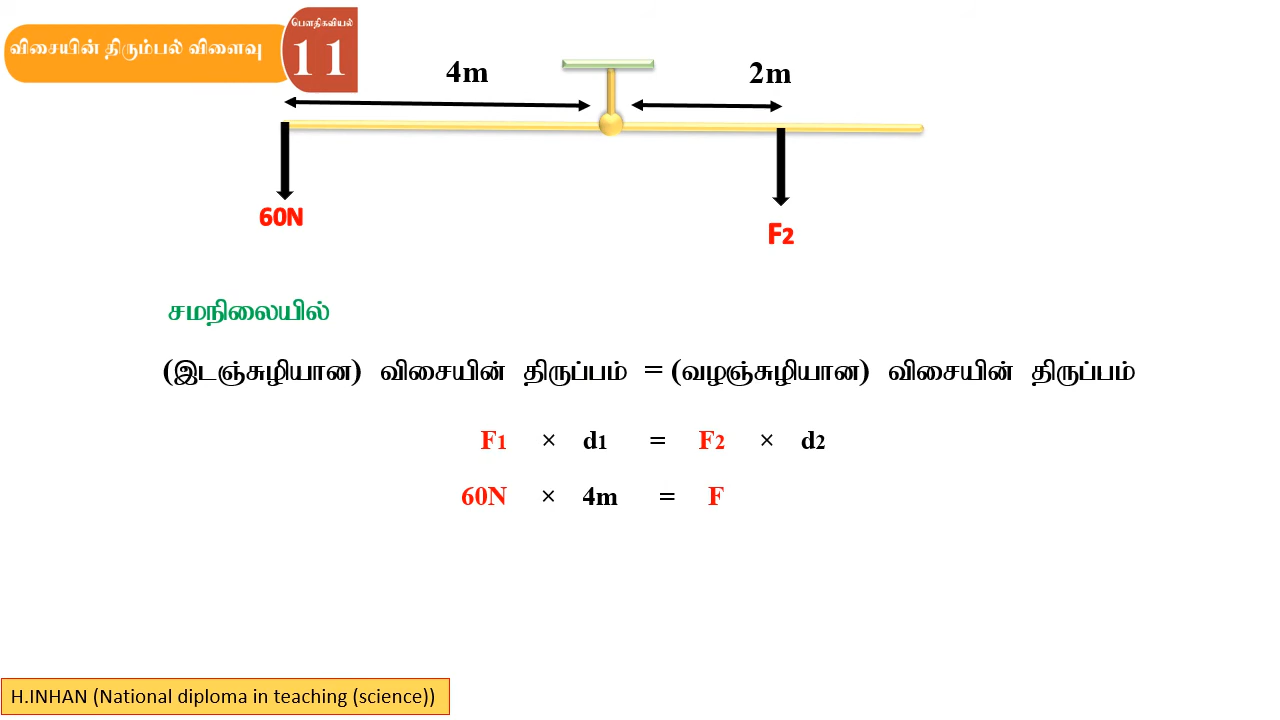 பௌதிகவியல்
விசையின் திரும்பல் விளைவு
11
4m
2m
60N
F2
சமநிலையில்
(இடஞ்சுழியான) விசையின் திருப்பம் = (வழஞ்சுழியான) விசையின் திருப்பம்
F1 × d1 = F2 × d2
60N × 4m = F
H.INHAN (National diploma in teaching (science))